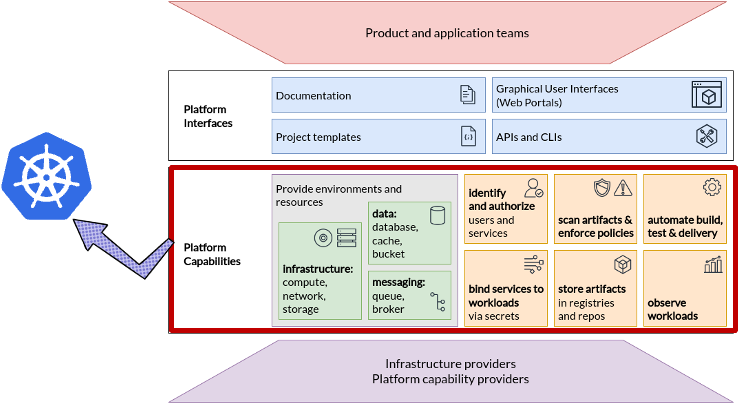 Product and application teams
Platform
Interfaces
Documentation
Graphical User Interfaces
(Web Portals)
Project templates
APIs and CLIs
Platform
Capabilities
Provide environments and
resources
infrastructure:
compute,
network,
storage
data:
database,
cache,
bucket
messaging:
queue,
broker
identify
and authorize
users and
services
scan artifacts &
enforce policies
automate build,
test & delivery
bind services to
workloads
via secrets
store artifacts
in registries
and repos
observe
workloads
Infrastructure providers
Platform capability providers